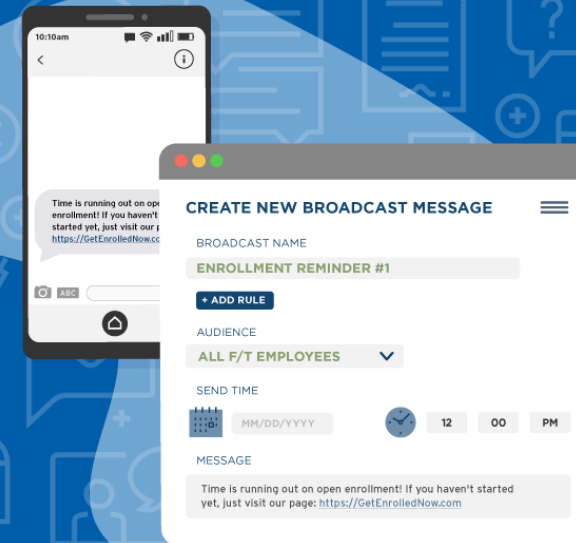 10:10am
Time is running out on ope
enrollment! If you haven't
started yet, just visit our p
https://GetEnrolledNow.co
ABC
CREATE NEW BROADCAST MESSAGE
BROADCAST NAME
ENROLLMENT REMINDER #1
+ ADD RULE
AUDIENCE
ALL F/T EMPLOYEES
SEND TIME
MM/DD/YYYY 12 00 PM
MESSAGE
Time is running out on open enrollment! If you haven't started
yet, just visit our page: https://GetEnrolledNow.com